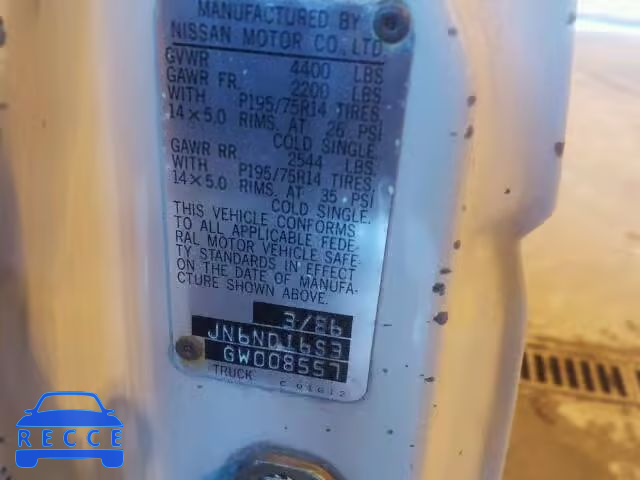 MANUFACTURED BY
NISSAN MOTOR CO., LTD.
GVWR 4400 LBS
GAWR FR. 2200 LBS
WITH P195/75R14 TIRES,
14×5.0 RIMS, AT 26 PSI
COLD SINGLE.
GAWR RR. 2544 LBS.
WITH P195/75R14 TIRES,
14×5.0 RIMS, AT 35 PSI
COLD SINGLE.
THIS VEHICLE CONFORMS
TO ALL APPLICABLE FEDE-
RAL MOTOR VEHICLE SAFE-
TY STANDARDS IN EFFECT
ON THE DATE OF MANUFA-
CTURE SHOWN ABOVE.
3/86
JN6ND16S3
GW008557
TRUCK
C 01612
RECCE